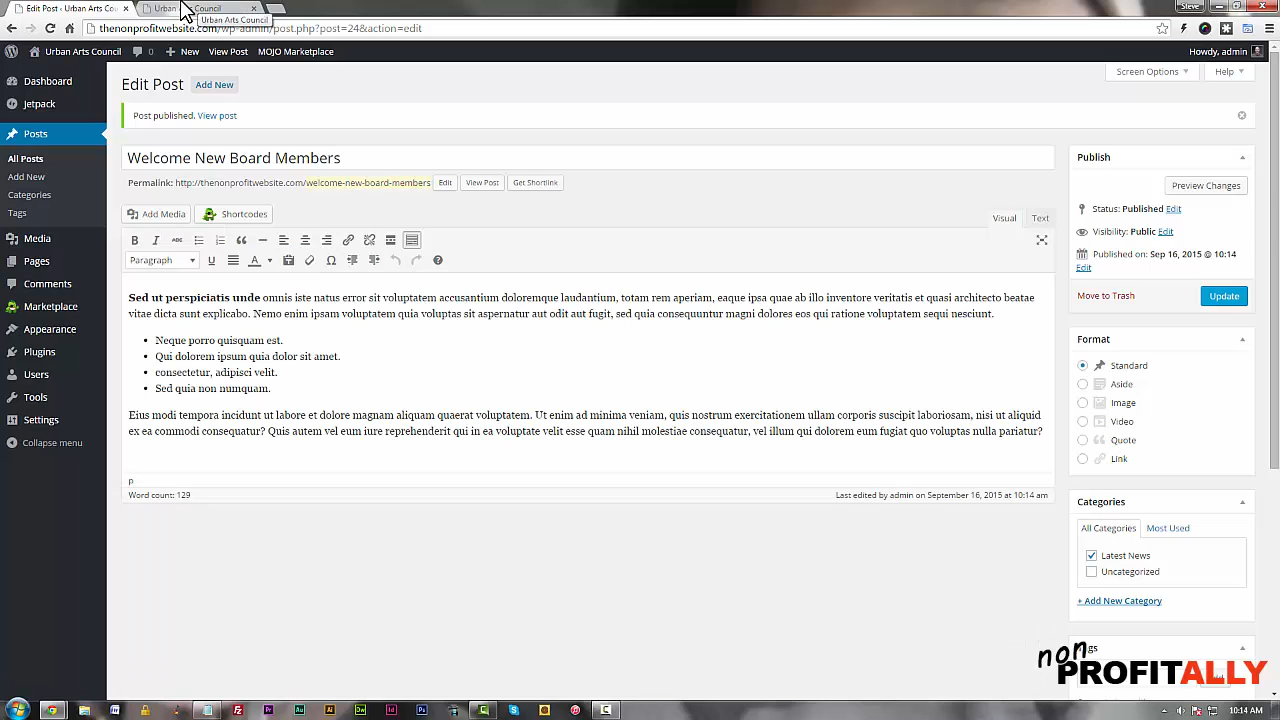 Edit Post ‹ Urban Arts Cou
Urban Council
Steve
Urban Arts Council
thenonprofitwebsite.com/wp-admin/post.php?post=24&action=edit
Urban Arts Council 0 New View Post MOJO Marketplace Howdy, admin
Dashboard
Jetpack
Posts
All Posts
Add New
Categories
Tags
Media
Pages
Comments
Marketplace
Appearance
Plugins
Users
Tools
Settings
Collapse menu
Screen Options Help
Edit Post Add New
Post published. View post
Welcome New Board Members
Permalink: http://thenonprofitwebsite.com/welcome-new-board-members Edit View Post Get Shortlink
Add Media Shortcodes Visual Text
B I ABC
Paragraph U A Ω
Sed ut perspiciatis unde omnis iste natus error sit voluptatem accusantium doloremque laudantium, totam rem aperiam, eaque ipsa quae ab illo inventore veritatis et quasi architecto beatae
vitae dicta sunt explicabo. Nemo enim ipsam voluptatem quia voluptas sit aspernatur aut odit aut fugit, sed quia consequuntur magni dolores eos qui ratione voluptatem sequi nesciunt.
• Neque porro quisquam est.
• Qui dolorem ipsum quia dolor sit amet.
• consectetur, adipisci velit.
• Sed quia non numquam.
Eius modi tempora incidunt ut labore et dolore magnam aliquam quaerat voluptatem. Ut enim ad minima veniam, quis nostrum exercitationem ullam corporis suscipit laboriosam, nisi ut aliquid
ex ea commodi consequatur? Quis autem vel eum iure reprehenderit qui in ea voluptate velit esse quam nihil molestiae consequatur, vel illum qui dolorem eum fugiat quo voluptas nulla pariatur?
p
Word count: 129 Last edited by admin on September 16, 2015 at 10:14 am
Publish
Preview Changes
Status: Published Edit
Visibility: Public Edit
Published on: Sep 16, 2015 @ 10:14
Edit
Move to Trash Update
Format
Standard
Aside
Image
Video
Quote
Link
Categories
All Categories Most Used
Latest News
Uncategorized
+ Add New Category
Tags
non
PROFITALLY
10:14 AM